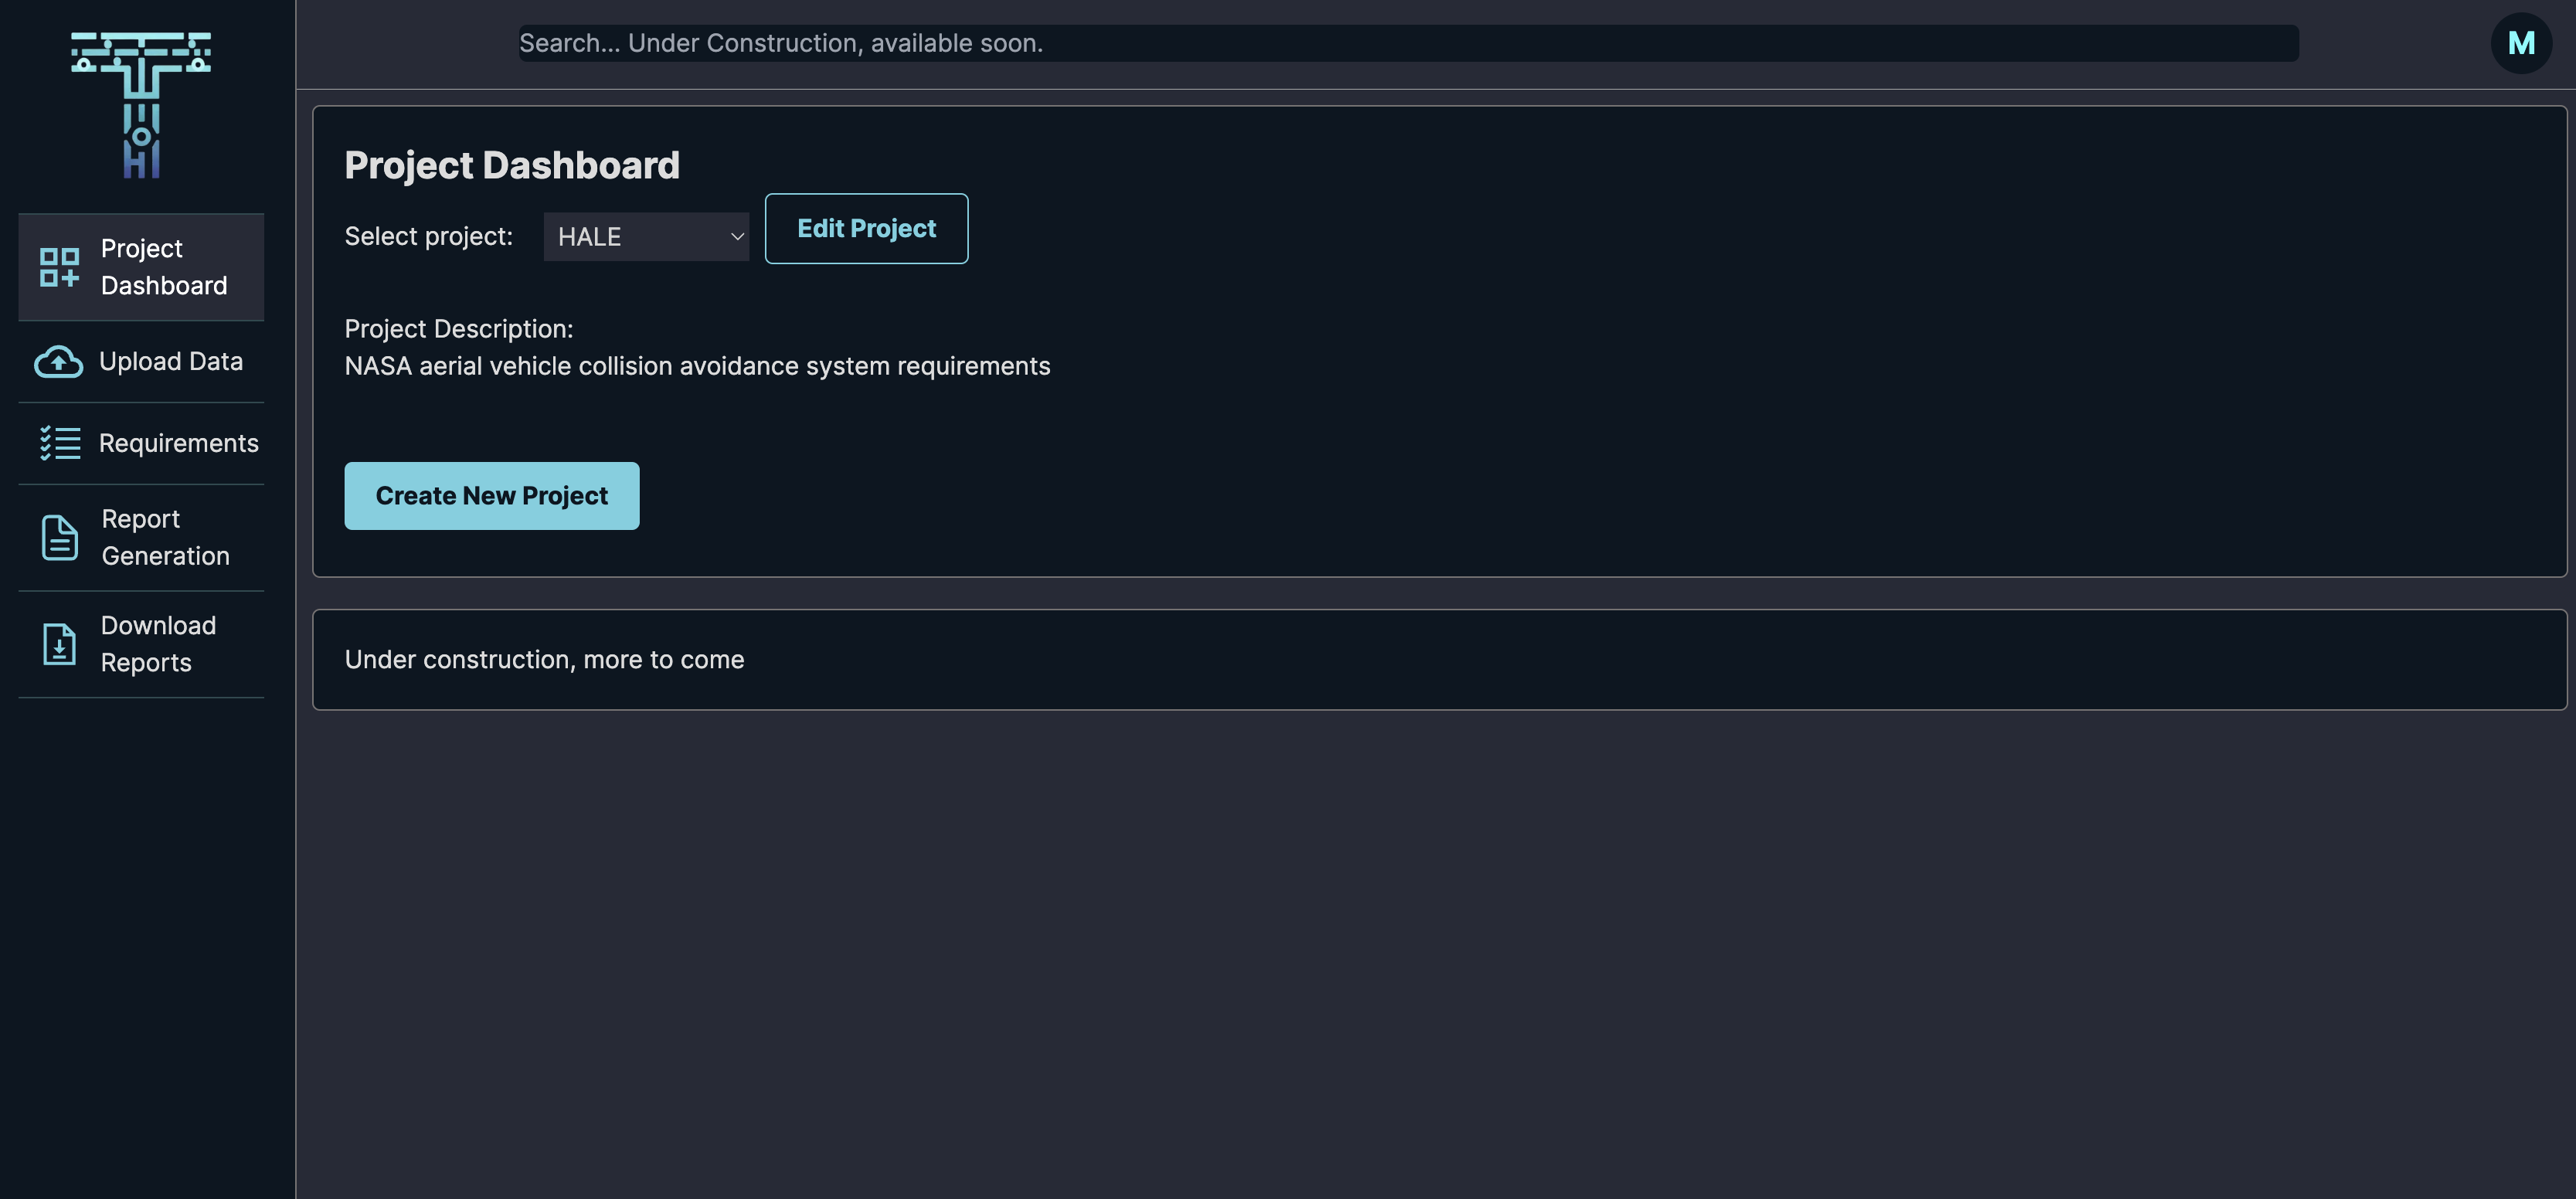 HI
Project
Dashboard
Upload Data
Requirements
Report
Generation
Download
Reports
Search... Under Construction, available soon.
M
Project Dashboard
Select project:
HALE
Edit Project
Project Description:
NASA aerial vehicle collision avoidance system requirements
Create New Project
Under construction, more to come